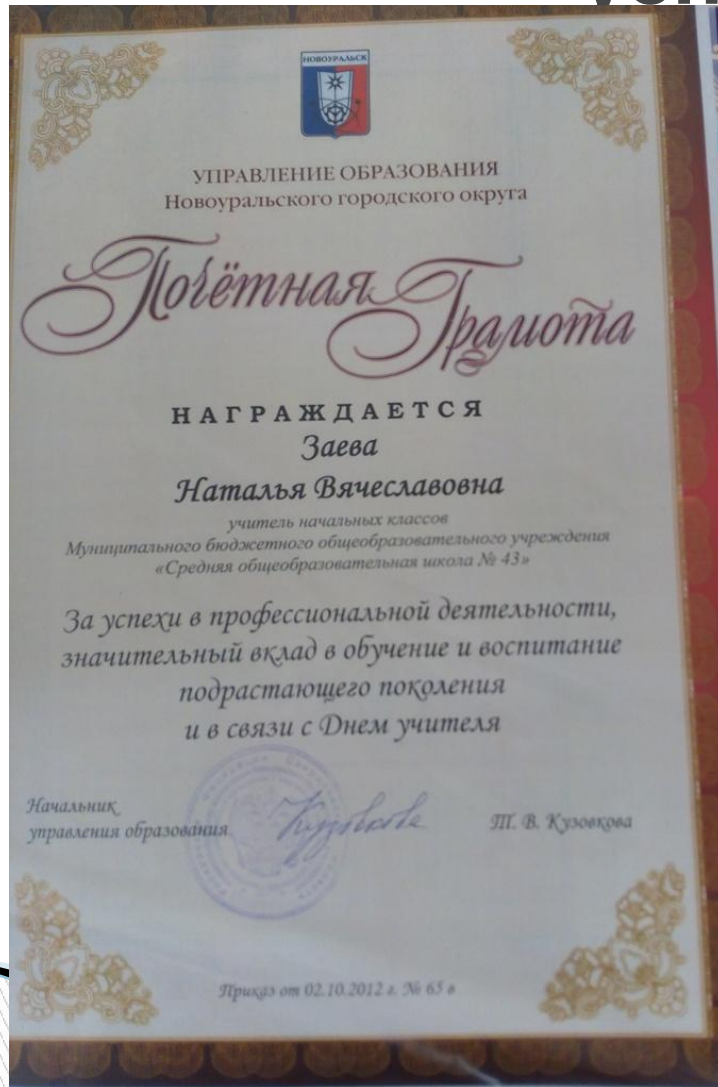 НОВОУРАЛЬСК
УПРАВЛЕНИЕ ОБРАЗОВАНИЯ
Новоуральского городского округа
Почётная Грамота
НАГРАЖДАЕТСЯ
Заева
Наталья Вячеславовна
учитель начальных классов
Муниципального бюджетного общеобразовательного учреждения
«Средняя общеобразовательная школа № 43»
За успехи в профессиональной деятельности,
значительный вклад в обучение и воспитание
подрастающего поколения
и в связи с Днем учителя
Начальник
управления образования
Т. В. Кузовкова
Приказ от 02.10.2012 г. № 65 в